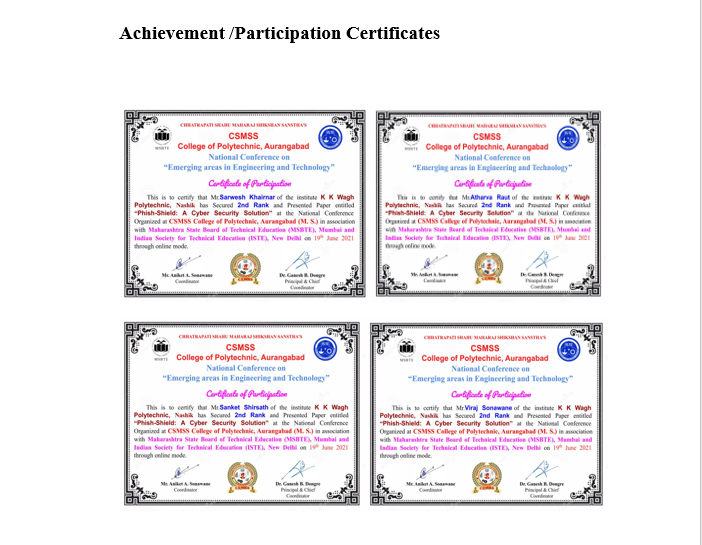 Achievement /Participation Certificates
CHHATRAPATI SHAHU MAHARAJ SHIKSHAN SANSTHA'S
CSMSS
College of Polytechnic, Aurangabad
MSBTE
National Conference on
"Emerging areas in Engineering and Technology"
Certificate of Participation
This is to certify that Mr.Sarwesh Khairnar of the institute K K Wagh
Polytechnic, Nashik has Secured 2nd Rank and Presented Paper entitled
"Phish-Shield: A Cyber Security Solution" at the National Conference
Organized at CSMSS College of Polytechnic, Aurangabad (M. S.) in association
with Maharashtra State Board of Technical Education (MSBTE), Mumbai and
Indian Society for Technical Education (ISTE), New Delhi on 19th June 2021
through online mode.
Mr. Aniket A. Sonawane
Coordinator
Dr. Ganesh B. Dongre
Principal & Chief
Coordinator
CHHATRAPATI SHAHU MAHARAJ SHIKSHAN SANSTHA'S
CSMSS
College of Polytechnic, Aurangabad
MSBTE
National Conference on
"Emerging areas in Engineering and Technology"
Certificate of Participation
This is to certify that Mr.Atharva Raut of the institute K K Wagh
Polytechnic, Nashik has Secured 2nd Rank and Presented Paper entitled
"Phish-Shield: A Cyber Security Solution" at the National Conference
Organized at CSMSS College of Polytechnic, Aurangabad (M. S.) in association
with Maharashtra State Board of Technical Education (MSBTE), Mumbai and
Indian Society for Technical Education (ISTE), New Delhi on 19th June 2021
through online mode.
Mr. Aniket A. Sonawane
Coordinator
Dr. Ganesh B. Dongre
Principal & Chief
Coordinator
CHHATRAPATI SHAHU MAHARAJ SHIKSHAN SANSTHA'S
CSMSS
College of Polytechnic, Aurangabad
MSBTE
National Conference on
"Emerging areas in Engineering and Technology"
Certificate of Participation
This is to certify that Mr.Sanket Shirsath of the institute K K Wagh
Polytechnic, Nashik has Secured 2nd Rank and Presented Paper entitled
"Phish-Shield: A Cyber Security Solution" at the National Conference
Organized at CSMSS College of Polytechnic, Aurangabad (M. S.) in association
with Maharashtra State Board of Technical Education (MSBTE), Mumbai and
Indian Society for Technical Education (ISTE), New Delhi on 19th June 2021
through online mode.
Mr. Aniket A. Sonawane
Coordinator
Dr. Ganesh B. Dongre
Principal & Chief
Coordinator
CHHATRAPATI SHAHU MAHARAJ SHIKSHAN SANSTHA'S
CSMSS
College of Polytechnic, Aurangabad
MSBTE
National Conference on
"Emerging areas in Engineering and Technology"
Certificate of Participation
This is to certify that Mr.Viraj Sonawane of the institute K K Wagh
Polytechnic, Nashik has Secured 2nd Rank and Presented Paper entitled
"Phish-Shield: A Cyber Security Solution" at the National Conference
Organized at CSMSS College of Polytechnic, Aurangabad (M. S.) in association
with Maharashtra State Board of Technical Education (MSBTE), Mumbai and
Indian Society for Technical Education (ISTE), New Delhi on 19th June 2021
through online mode.
Mr. Aniket A. Sonawane
Coordinator
Dr. Ganesh B. Dongre
Principal & Chief
Coordinator